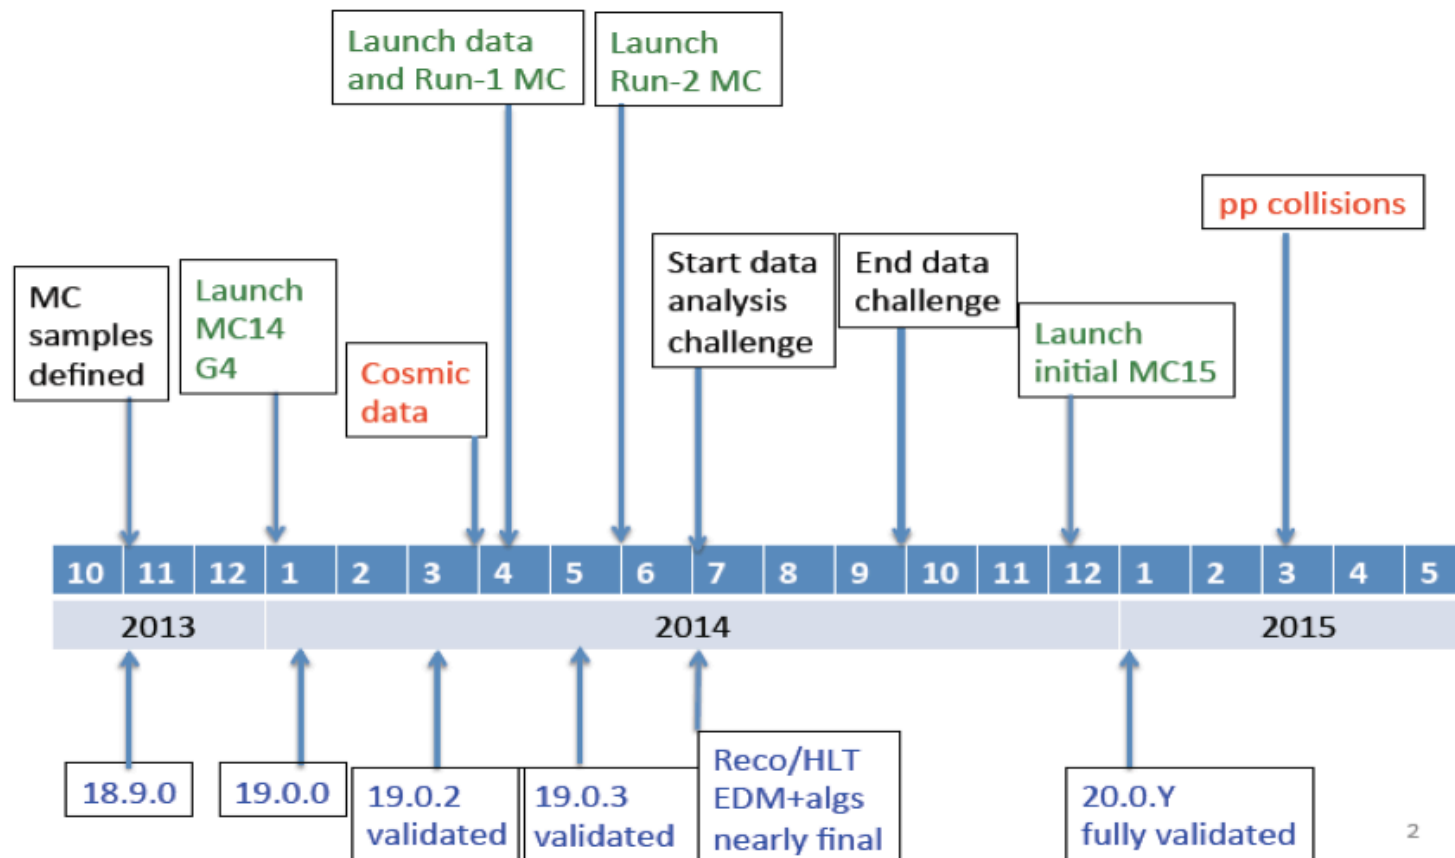 Launch data
and Run-1 MC
Launch
Run-2 MC
pp collisions
MC
samples
defined
Launch
MC14
G4
Cosmic
data
Start data
analysis
challenge
End data
challenge
Launch
initial MC15
10 11 12 1 2 3 4 5 6 7 8 9 10 11 12 1 2 3 4 5
2013 2014 2015
18.9.0
19.0.0
19.0.2
validated
19.0.3
validated
Reco/HLT
EDM+algs
nearly final
20.0.Y
fully validated
2